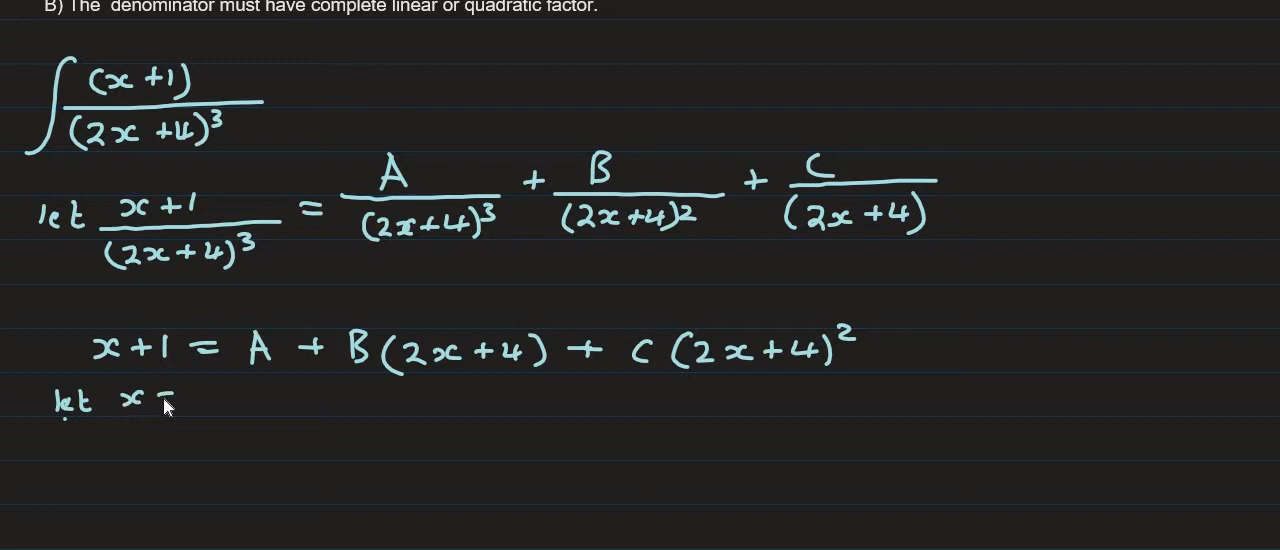 B) The denominator must have complete linear or quadratic factor.
∫ (x+1)/(2x+4)³
let (x+1)/(2x+4)³ = A/(2x+4)³ + B/(2x+4)² + C/(2x+4)
x+1 = A + B(2x+4) + C(2x+4)²
let x =